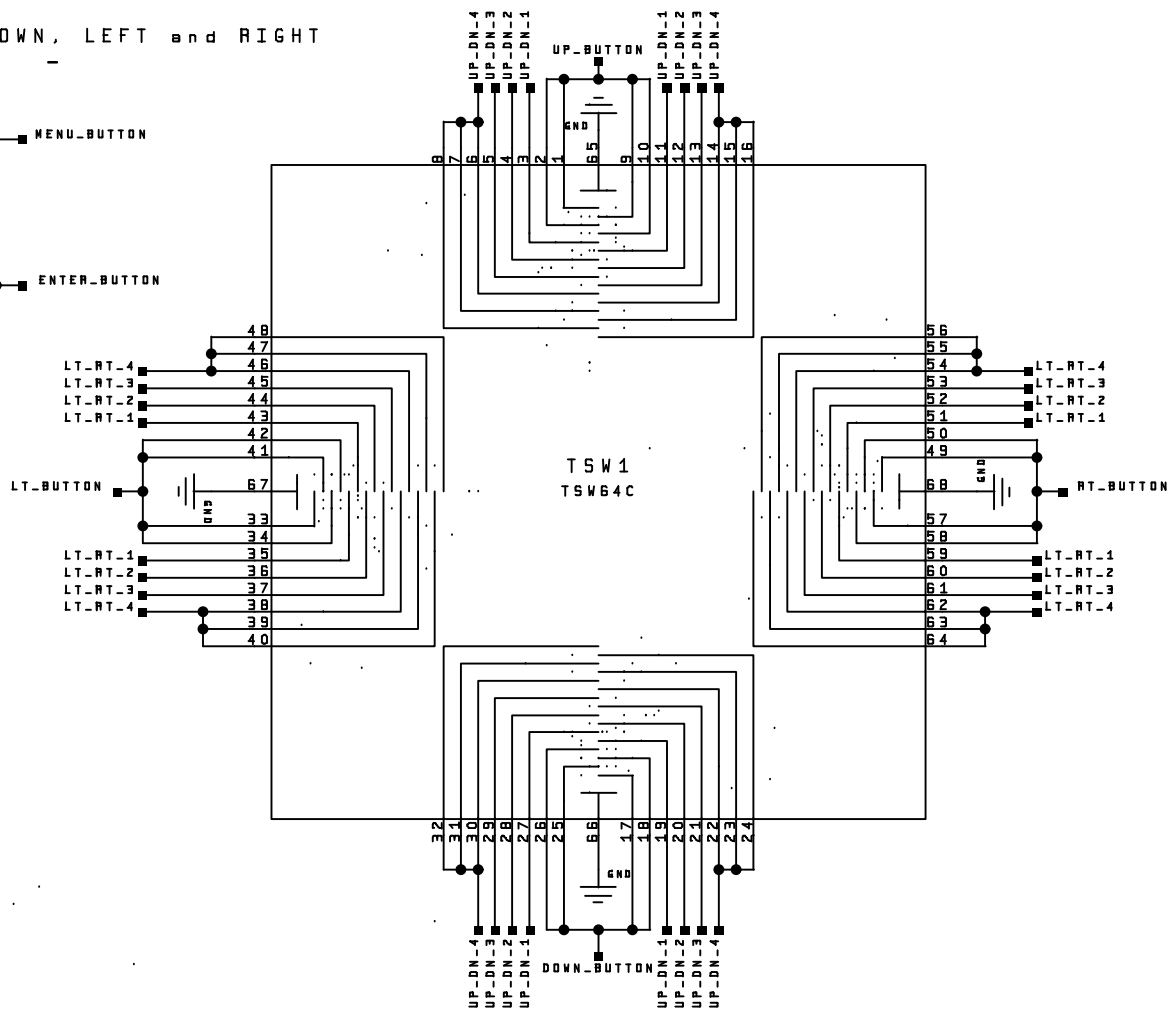 OWN, LEFT and RIGHT
MENU_BUTTON
ENTER_BUTTON
UP_DN_4
UP_DN_3
UP_DN_2
UP_DN_1
UP_BUTTON
UP_DN_1
UP_DN_2
UP_DN_3
UP_DN_4
GND
8 7 6 5 4 3 2 1 65 9 10 11 12 13 14 15 16
48
47
46
45
44
43
42
41
67
33
34
35
36
37
38
39
40
LT_RT_4
LT_RT_3
LT_RT_2
LT_RT_1
LT_BUTTON
GND
LT_RT_1
LT_RT_2
LT_RT_3
LT_RT_4
TSW1
TSW64C
56
55
54
53
52
51
50
49
68
57
58
59
60
61
62
63
64
LT_RT_4
LT_RT_3
LT_RT_2
LT_RT_1
GND
RT_BUTTON
LT_RT_1
LT_RT_2
LT_RT_3
LT_RT_4
32 31 30 29 28 27 26 25 66 17 18 19 20 21 22 23 24
GND
DOWN_BUTTON
UP_DN_4
UP_DN_3
UP_DN_2
UP_DN_1
UP_DN_1
UP_DN_2
UP_DN_3
UP_DN_4